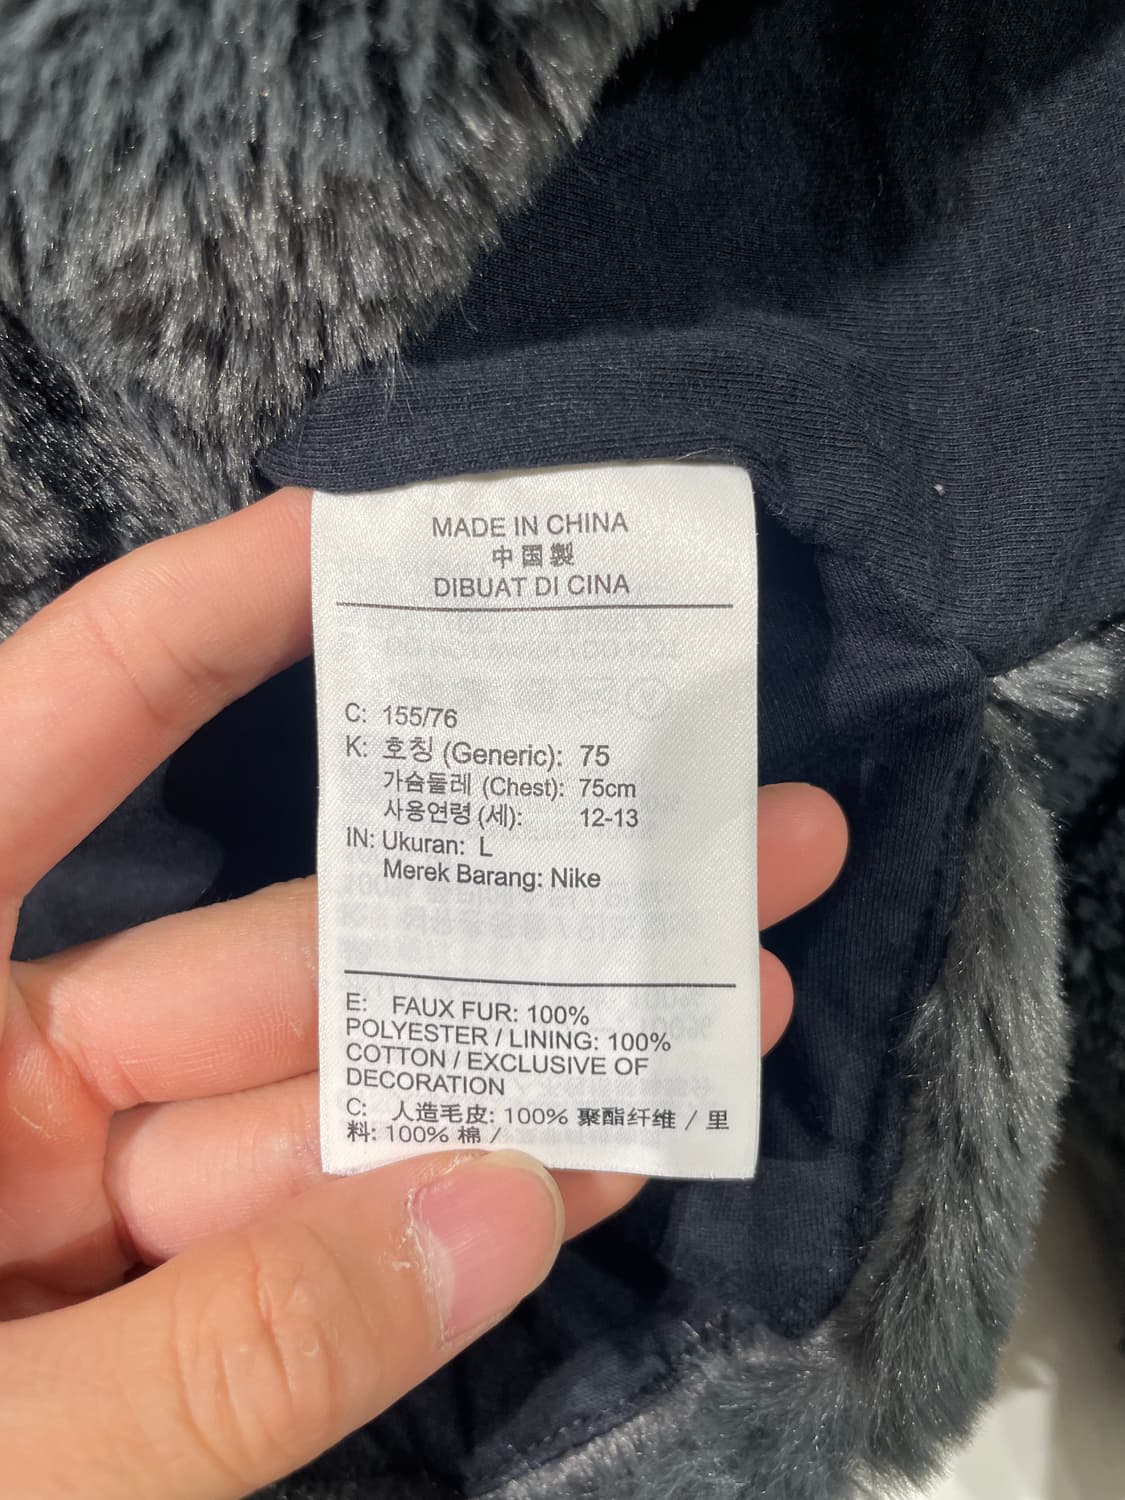 MADE IN CHINA
中国製
DIBUAT DI CINA
C: 155/76
K: 호칭 (Generic): 75
가슴둘레 (Chest): 75cm
사용연령 (세): 12-13
IN: Ukuran: L
Merek Barang: Nike
E: FAUX FUR: 100%
POLYESTER / LINING: 100%
COTTON / EXCLUSIVE OF
DECORATION
C: 人造毛皮: 100% 聚酯纤维 / 里
料: 100% 棉 /